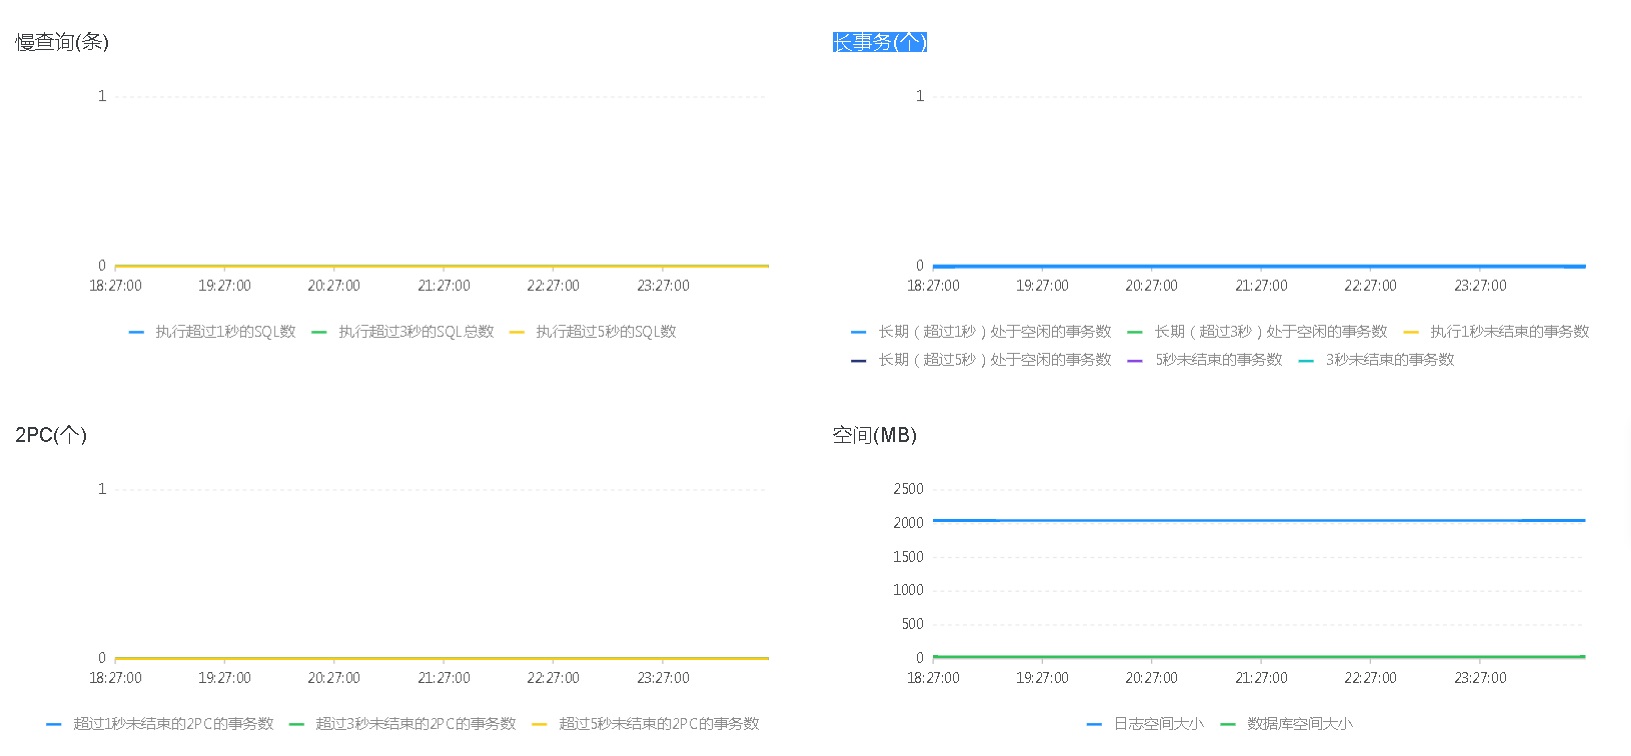 慢查询(条)
1
0
18:27:00 19:27:00 20:27:00 21:27:00 22:27:00 23:27:00
执行超过1秒的SQL数 执行超过3秒的SQL总数 执行超过5秒的SQL数
长事务(个)
1
0
18:27:00 19:27:00 20:27:00 21:27:00 22:27:00 23:27:00
长期（超过1秒）处于空闲的事务数 长期（超过3秒）处于空闲的事务数 执行1秒未结束的事务数
长期（超过5秒）处于空闲的事务数 5秒未结束的事务数 3秒未结束的事务数
2PC(个)
1
0
18:27:00 19:27:00 20:27:00 21:27:00 22:27:00 23:27:00
超过1秒未结束的2PC的事务数 超过3秒未结束的2PC的事务数 超过5秒未结束的2PC的事务数
空间(MB)
2500
2000
1500
1000
500
0
18:27:00 19:27:00 20:27:00 21:27:00 22:27:00 23:27:00
日志空间大小 数据库空间大小